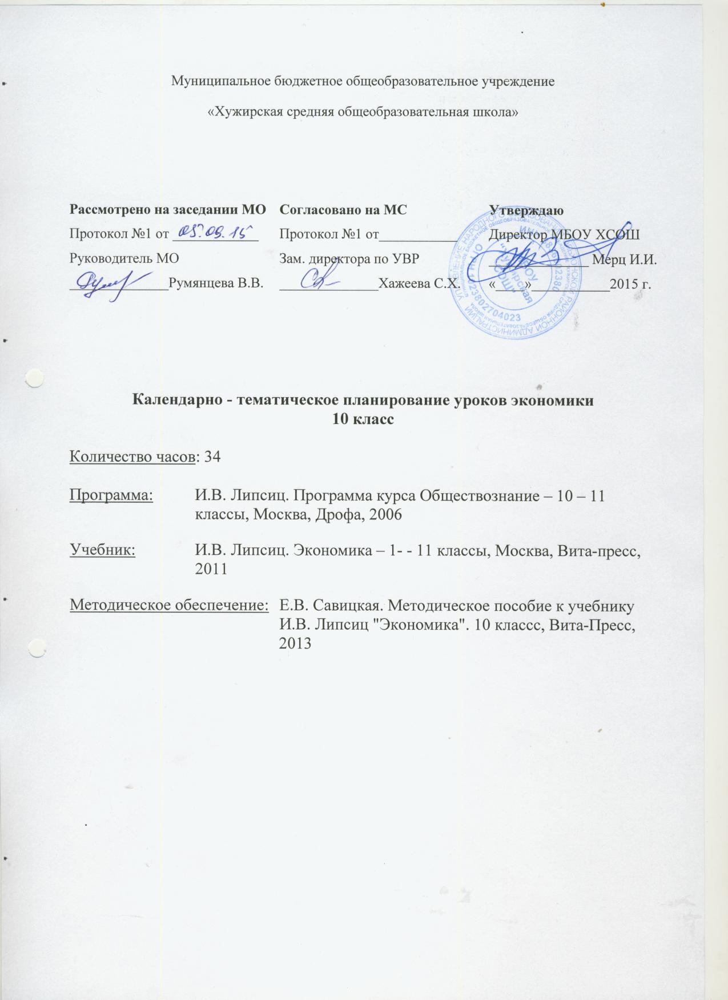 Муниципальное бюджетное общеобразовательное учреждение
«Хужирская средняя общеобразовательная школа»
Рассмотрено на заседании МО
Протокол №1 от 03.09.15
Руководитель МО
Румянцева В.В.
Согласовано на МС
Протокол №1 от
Зам. директора по УВР
Хажеева С.Х.
Утверждаю
Директор МБОУ ХСОШ
Мерц И.И.
«____»___________2015 г.
023802704023
Календарно - тематическое планирование уроков экономики
10 класс
Количество часов: 34
Программа: И.В. Липсиц. Программа курса Обществознание – 10 – 11
классы, Москва, Дрофа, 2006
Учебник: И.В. Липсиц. Экономика – 1- - 11 классы, Москва, Вита-пресс,
2011
Методическое обеспечение: Е.В. Савицкая. Методическое пособие к учебнику
И.В. Липсиц "Экономика". 10 классс, Вита-Пресс,
2013